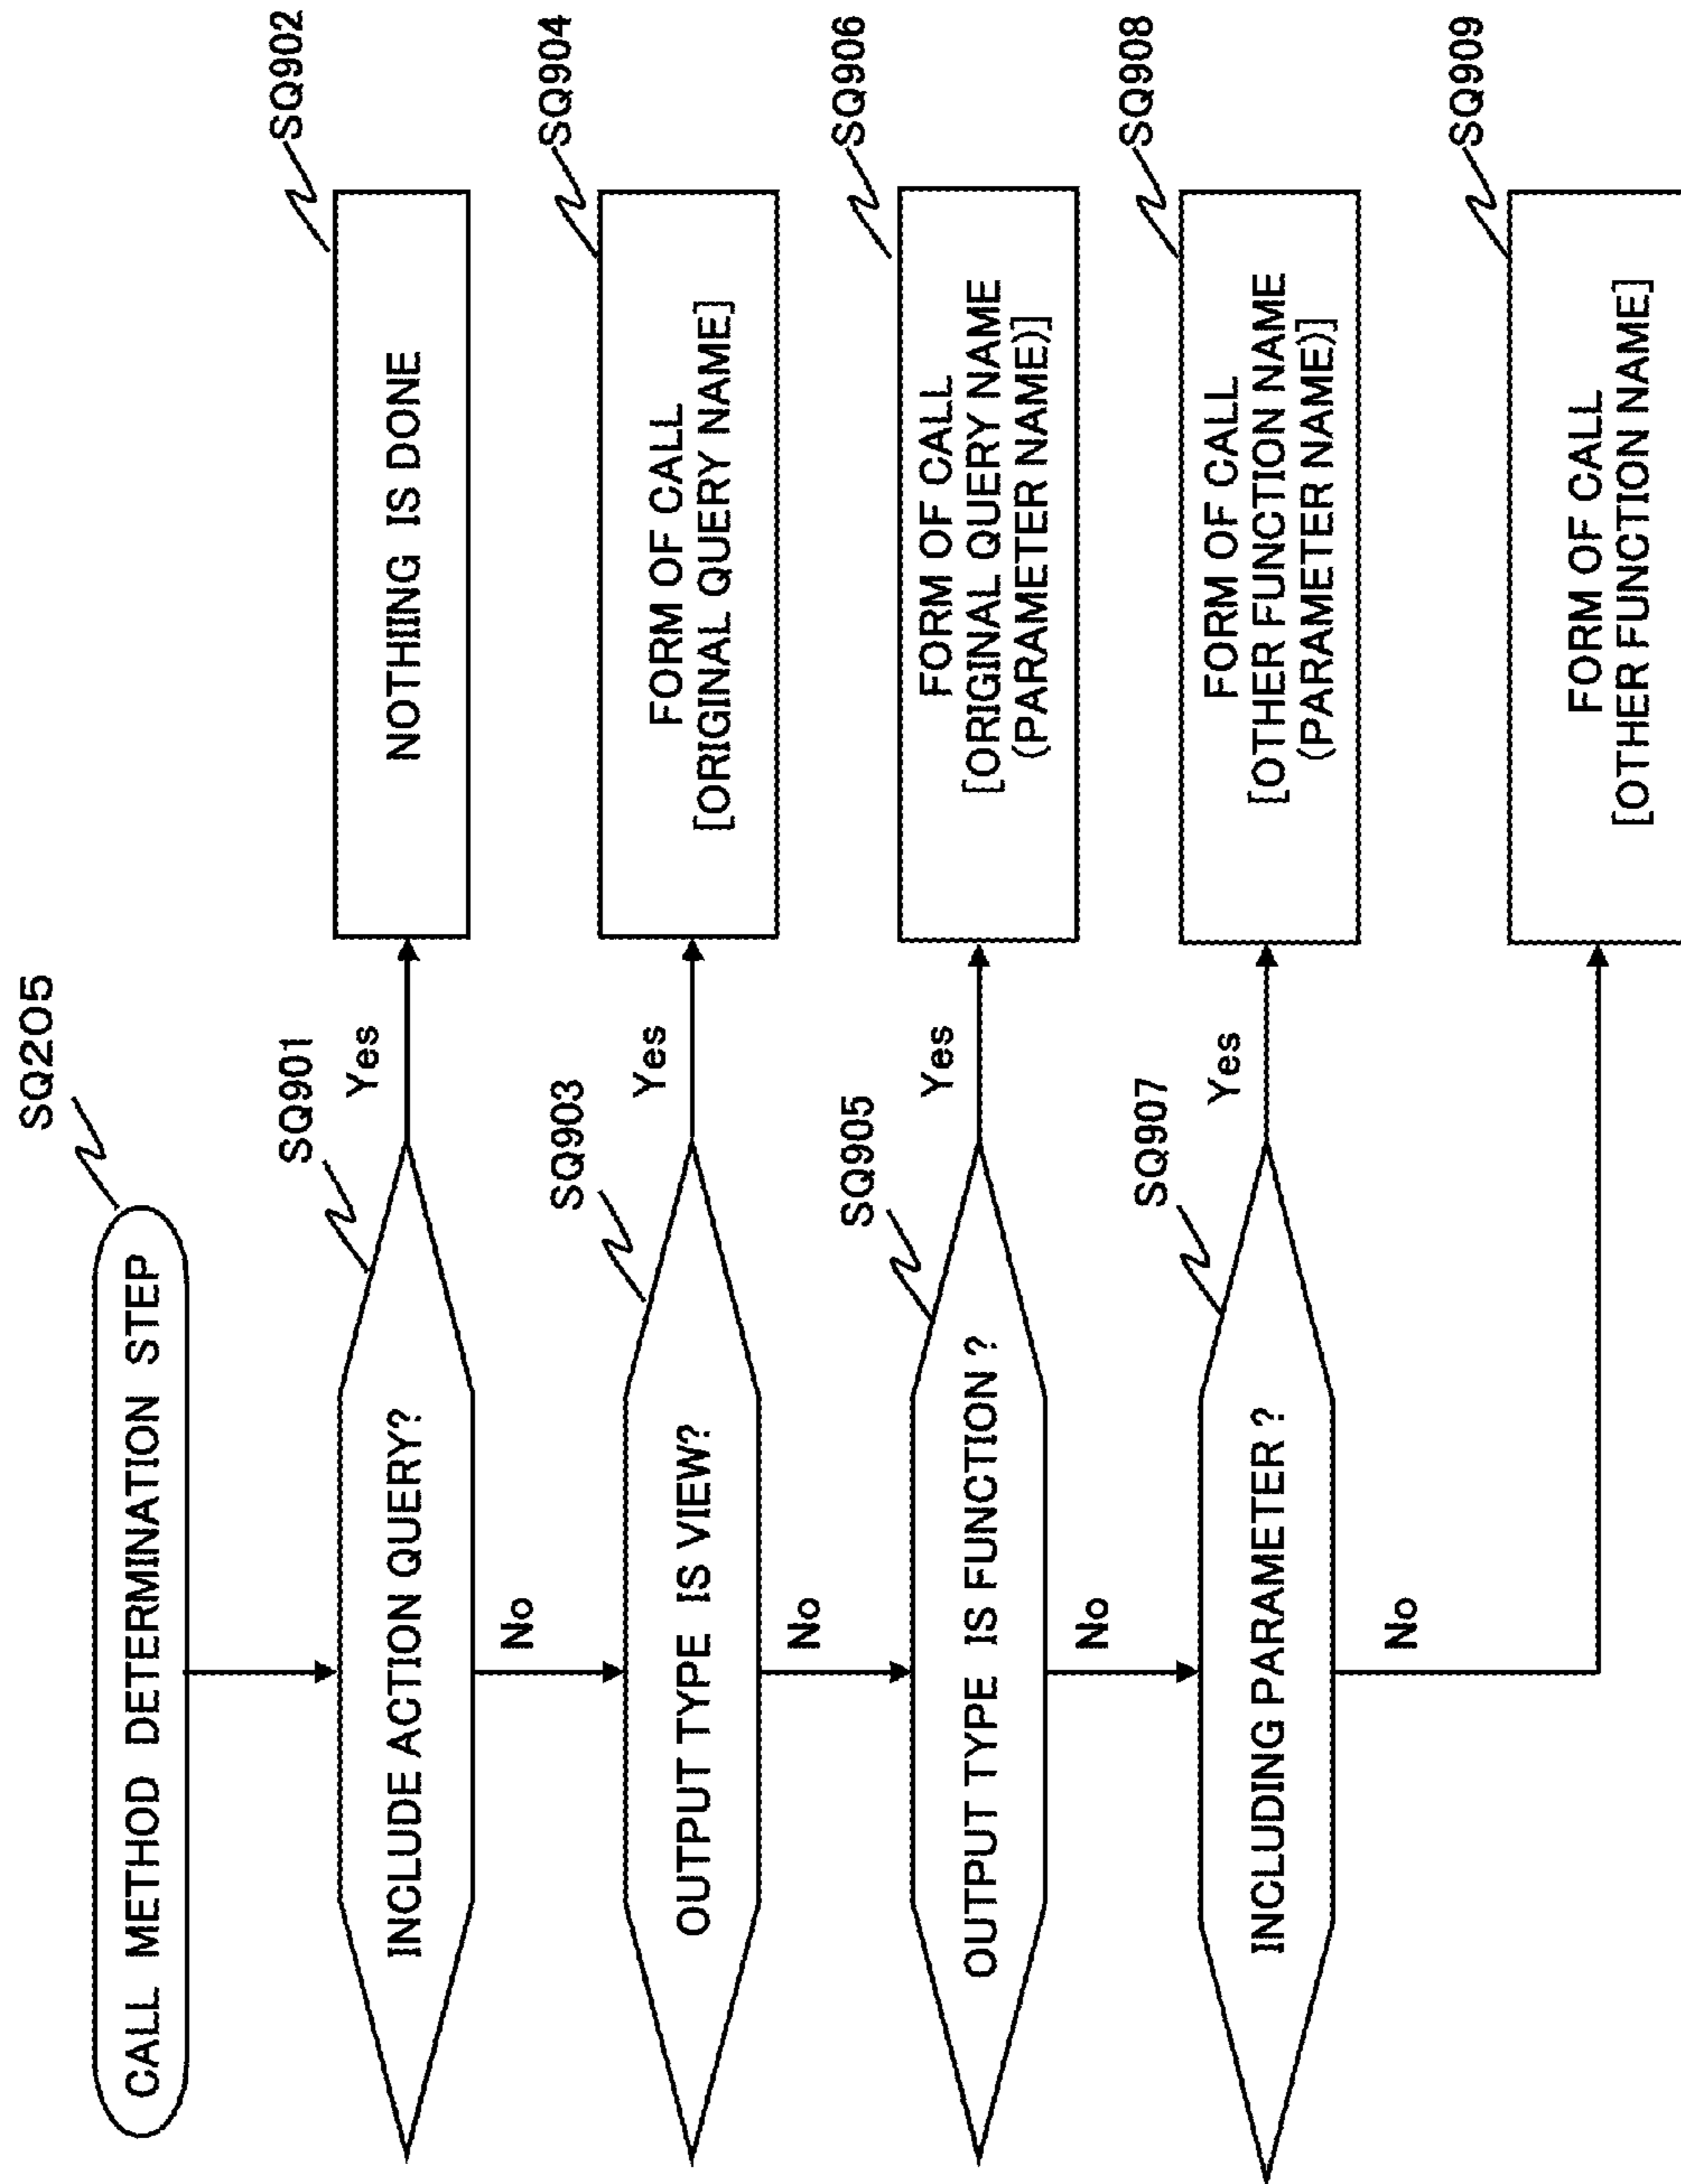 SQ205
CALL METHOD DETERMINATION STEP
SQ901
INCLUDE ACTION QUERY?
Yes
SQ902
NOTHIING IS DONE
No
SQ903
OUTPUT TYPE IS VIEW?
Yes
SQ904
FORM OF CALL
[ORIGINAL QUERY NAME]
No
SQ905
OUTPUT TYPE IS FUNCTION ?
Yes
SQ906
FORM OF CALL
[ORIGINAL QUERY NAME
(PARAMETER NAME)]
No
SQ907
INCLUDING PARAMETER ?
Yes
SQ908
FORM OF CALL
[OTHER FUNCTION NAME
(PARAMETER NAME)]
No
SQ909
FORM OF CALL
[OTHER FUNCTION NAME]